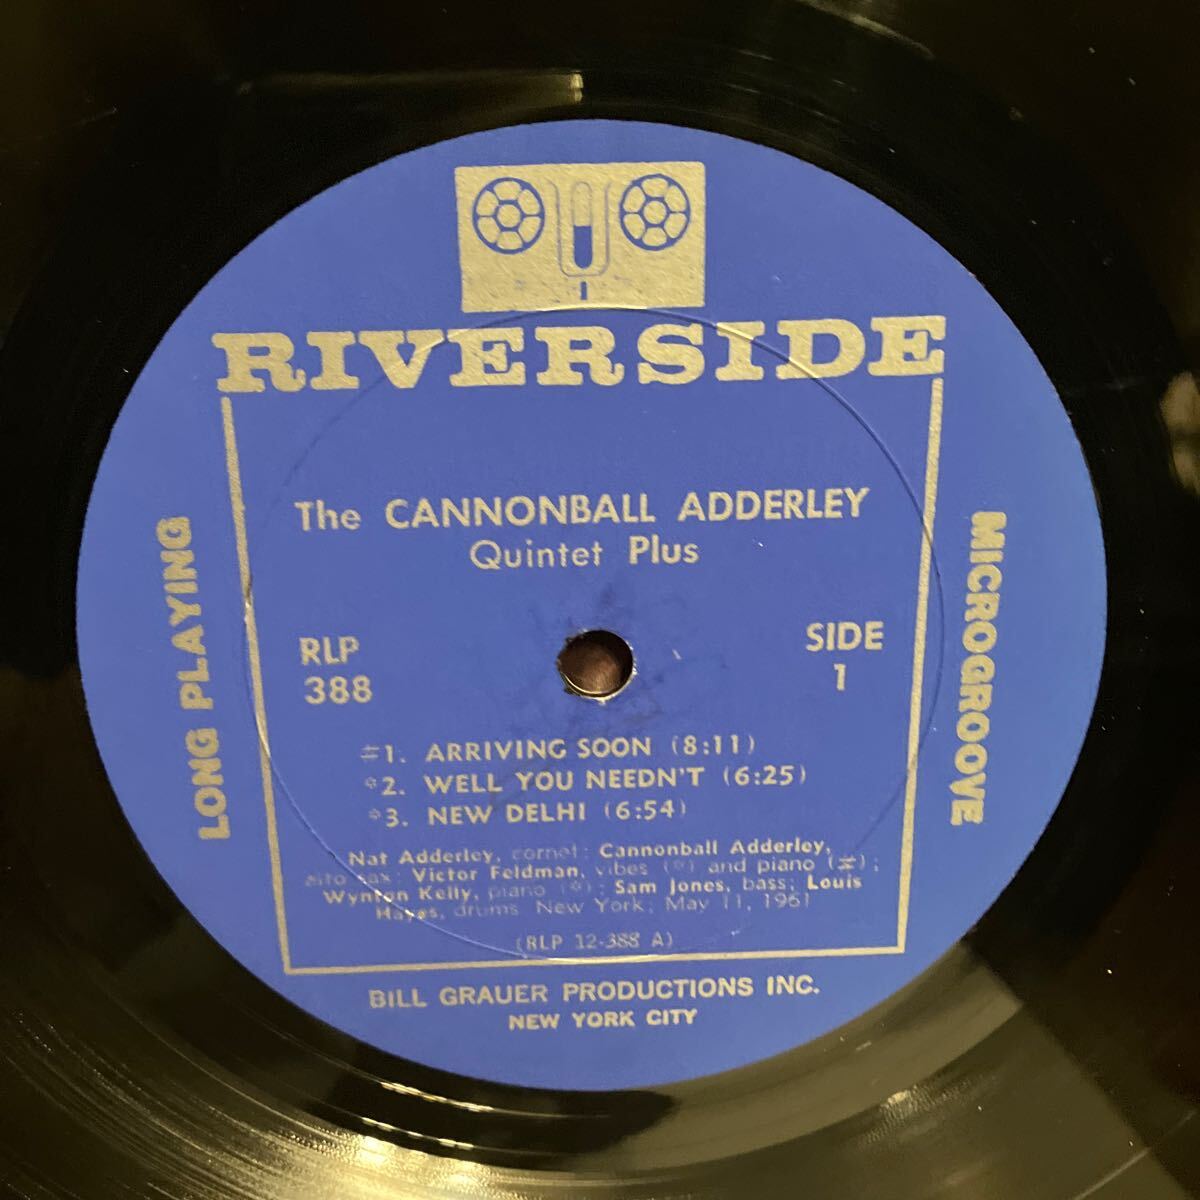 RIVERSIDE
The CANNONBALL ADDERLEY
Quintet Plus
LONG PLAYING
MICROGROOVE
RLP
388
SIDE
1
#1. ARRIVING SOON (8:11)
*2. WELL YOU NEEDN'T (6:25)
*3. NEW DELHI (6:54)
Nat Adderley, cornet; Cannonball Adderley,
alto sax; Victor Feldman, vibes (*) and piano (#);
Wynton Kelly, piano (*); Sam Jones, bass; Louis
Hayes, drums New York; May 11, 1961
(RLP 12-388 A)
BILL GRAUER PRODUCTIONS INC.
NEW YORK CITY